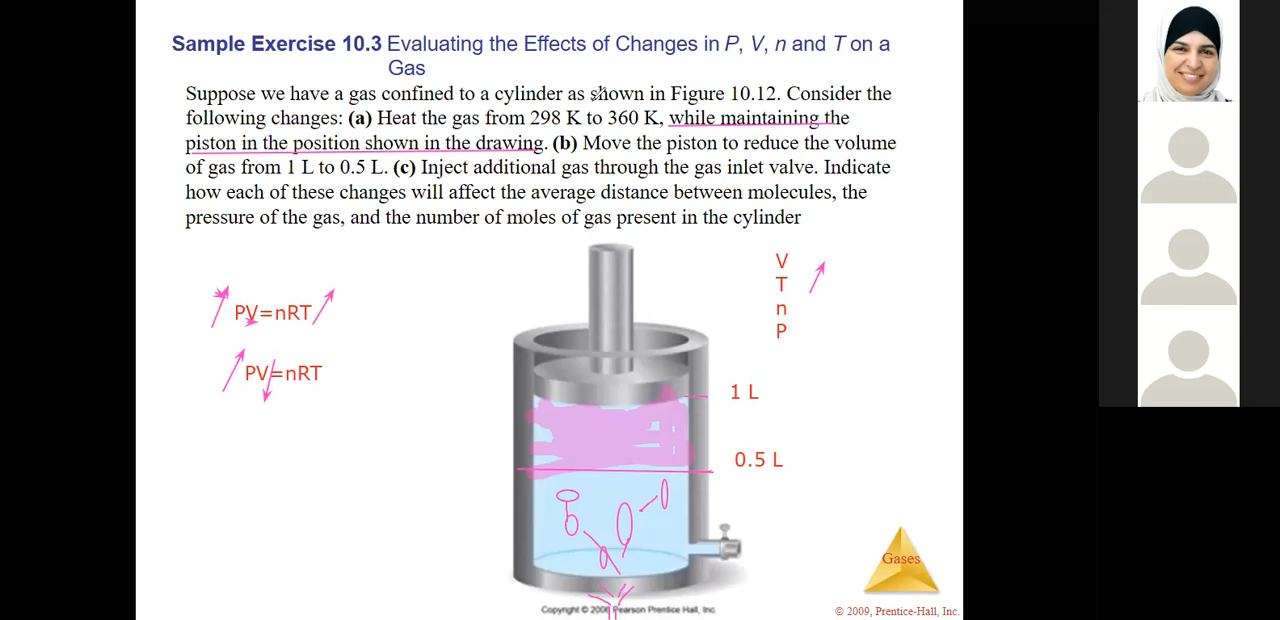 Sample Exercise 10.3 Evaluating the Effects of Changes in P, V, n and T on a
Gas
Suppose we have a gas confined to a cylinder as shown in Figure 10.12. Consider the
following changes: (a) Heat the gas from 298 K to 360 K, while maintaining the
piston in the position shown in the drawing. (b) Move the piston to reduce the volume
of gas from 1 L to 0.5 L. (c) Inject additional gas through the gas inlet valve. Indicate
how each of these changes will affect the average distance between molecules, the
pressure of the gas, and the number of moles of gas present in the cylinder
V
T
n
P
PV=nRT
PV=nRT
1 L
0.5 L
Gases
Copyright © 2006 Pearson Prentice Hall, Inc.
© 2009, Prentice-Hall, Inc.